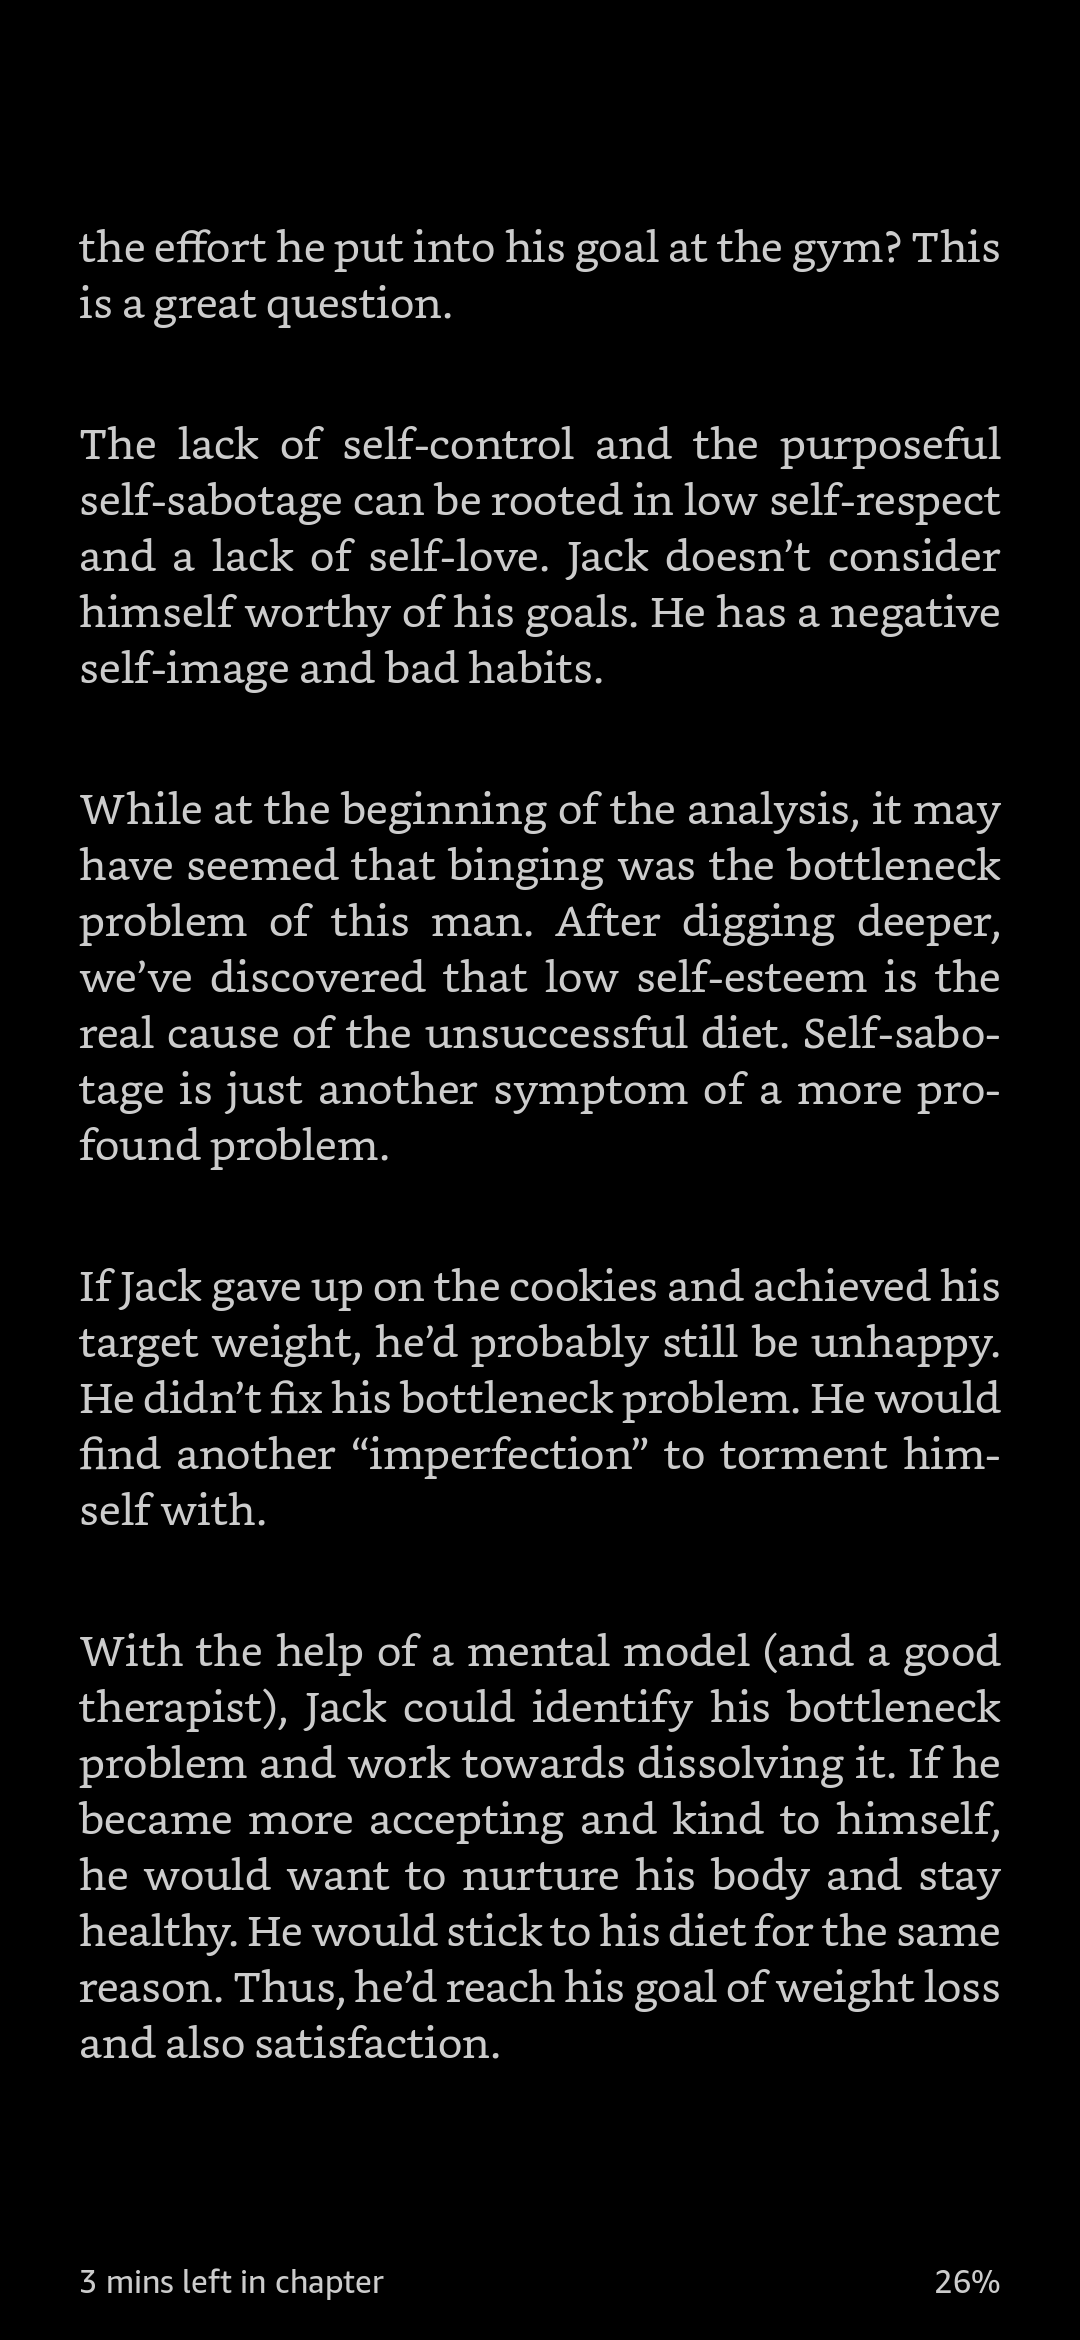 the effort he put into his goal at the gym? This
is a great question.
The lack of self-control and the purposeful
self-sabotage can be rooted in low self-respect
and a lack of self-love. Jack doesn’t consider
himself worthy of his goals. He has a negative
self-image and bad habits.
While at the beginning of the analysis, it may
have seemed that binging was the bottleneck
problem of this man. After digging deeper,
we’ve discovered that low self-esteem is the
real cause of the unsuccessful diet. Self-sabo-
tage is just another symptom of a more pro-
found problem.
If Jack gave up on the cookies and achieved his
target weight, he’d probably still be unhappy.
He didn’t fix his bottleneck problem. He would
find another “imperfection” to torment him-
self with.
With the help of a mental model (and a good
therapist), Jack could identify his bottleneck
problem and work towards dissolving it. If he
became more accepting and kind to himself,
he would want to nurture his body and stay
healthy. He would stick to his diet for the same
reason. Thus, he’d reach his goal of weight loss
and also satisfaction.
3 mins left in chapter
26%